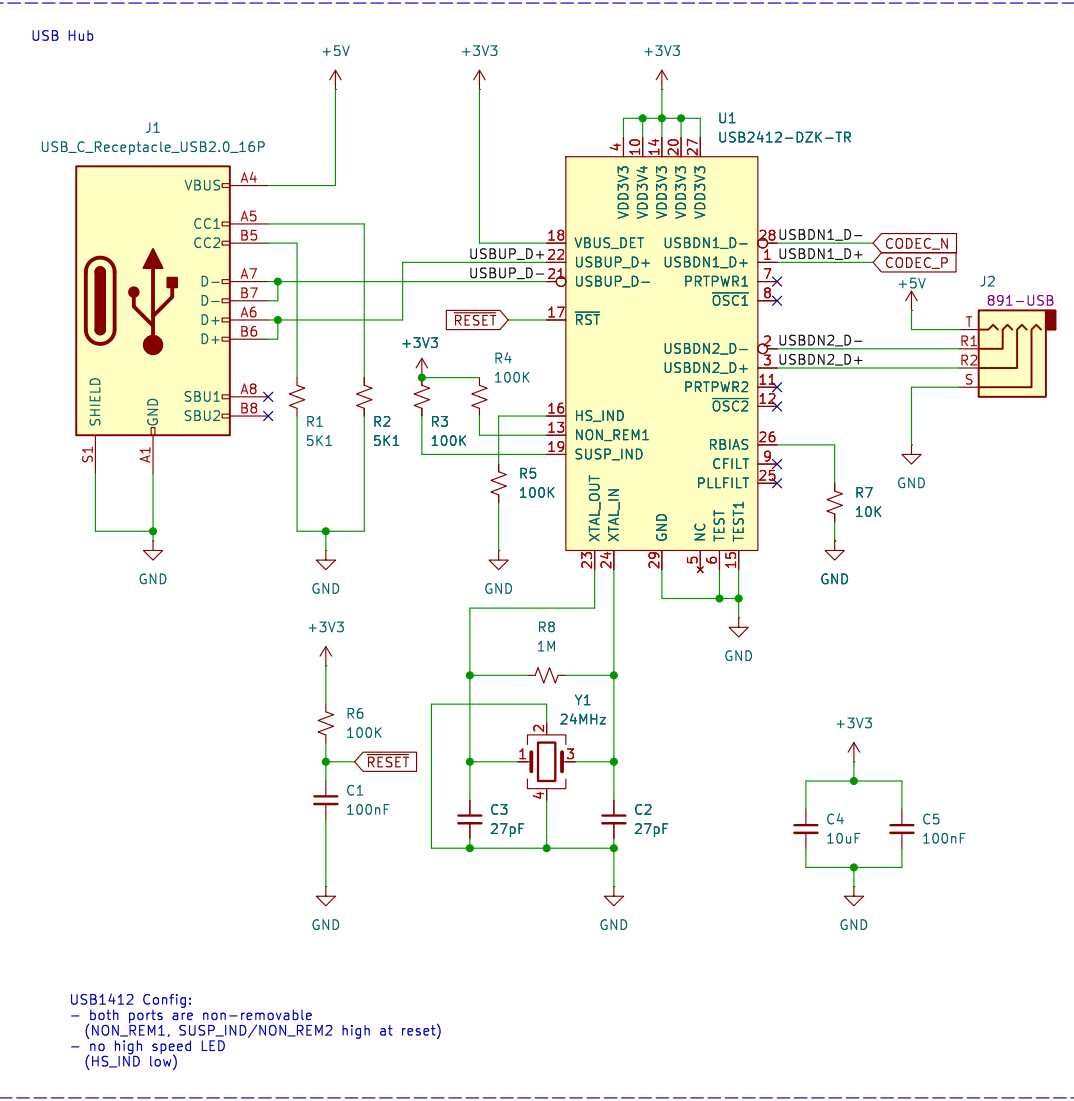 USB Hub
+5V
+3V3
+3V3
J1
USB_C_Receptacle_USB2.0_16P
U1
USB2412-DZK-TR
4
10
14
20
27
VDD3V3
VDD3V4
VDD3V3
VDD3V3
VDD3V3
VBUS
A4
CC1
A5
CC2
B5
D-
A7
D-
B7
D+
A6
D+
B6
SBU1
A8
SBU2
B8
SHIELD
GND
S1
A1
GND
R1
5K1
R2
5K1
GND
18
VBUS_DET
USBUP_D+
22
USBUP_D+
USBUP_D-
21
USBUP_D-
RESET
17
RST
+3V3
R4
100K
R3
100K
16
HS_IND
13
NON_REM1
19
SUSP_IND
R5
100K
GND
USBDN1_D-
28
USBDN1_D-
CODEC_N
USBDN1_D+
1
USBDN1_D+
CODEC_P
PRTPWR1
7
OSC1
8
USBDN2_D-
2
USBDN2_D-
USBDN2_D+
3
USBDN2_D+
PRTPWR2
11
OSC2
12
RBIAS
26
CFILT
9
PLLFILT
25
J2
891-USB
+5V
T
R1
R2
S
GND
R7
10K
GND
XTAL_OUT
XTAL_IN
GND
NC
TEST
TEST1
23
24
29
5
6
15
GND
+3V3
R6
100K
RESET
C1
100nF
GND
R8
1M
Y1
24MHz
2
1
3
4
C3
27pF
C2
27pF
GND
+3V3
C4
10uF
C5
100nF
GND
USB1412 Config:
- both ports are non-removable
(NON_REM1, SUSP_IND/NON_REM2 high at reset)
- no high speed LED
(HS_IND low)